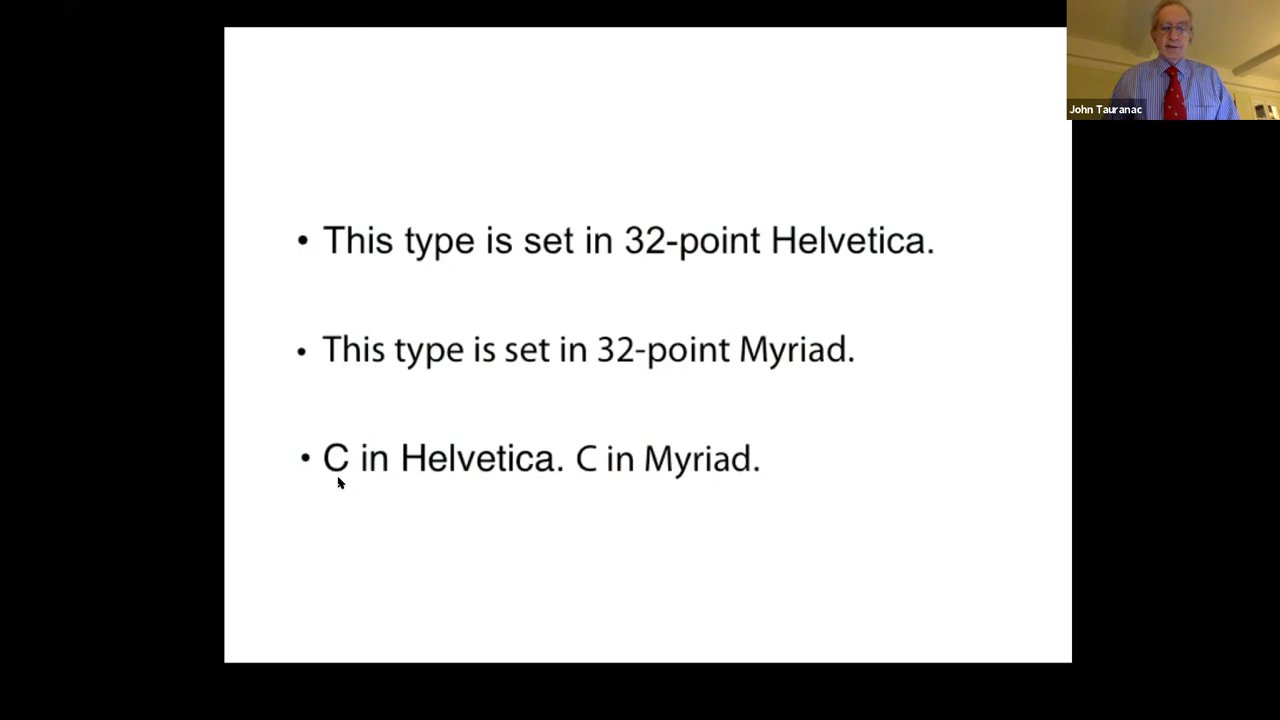 John Tauranac
• This type is set in 32-point Helvetica.
• This type is set in 32-point Myriad.
• C in Helvetica. C in Myriad.